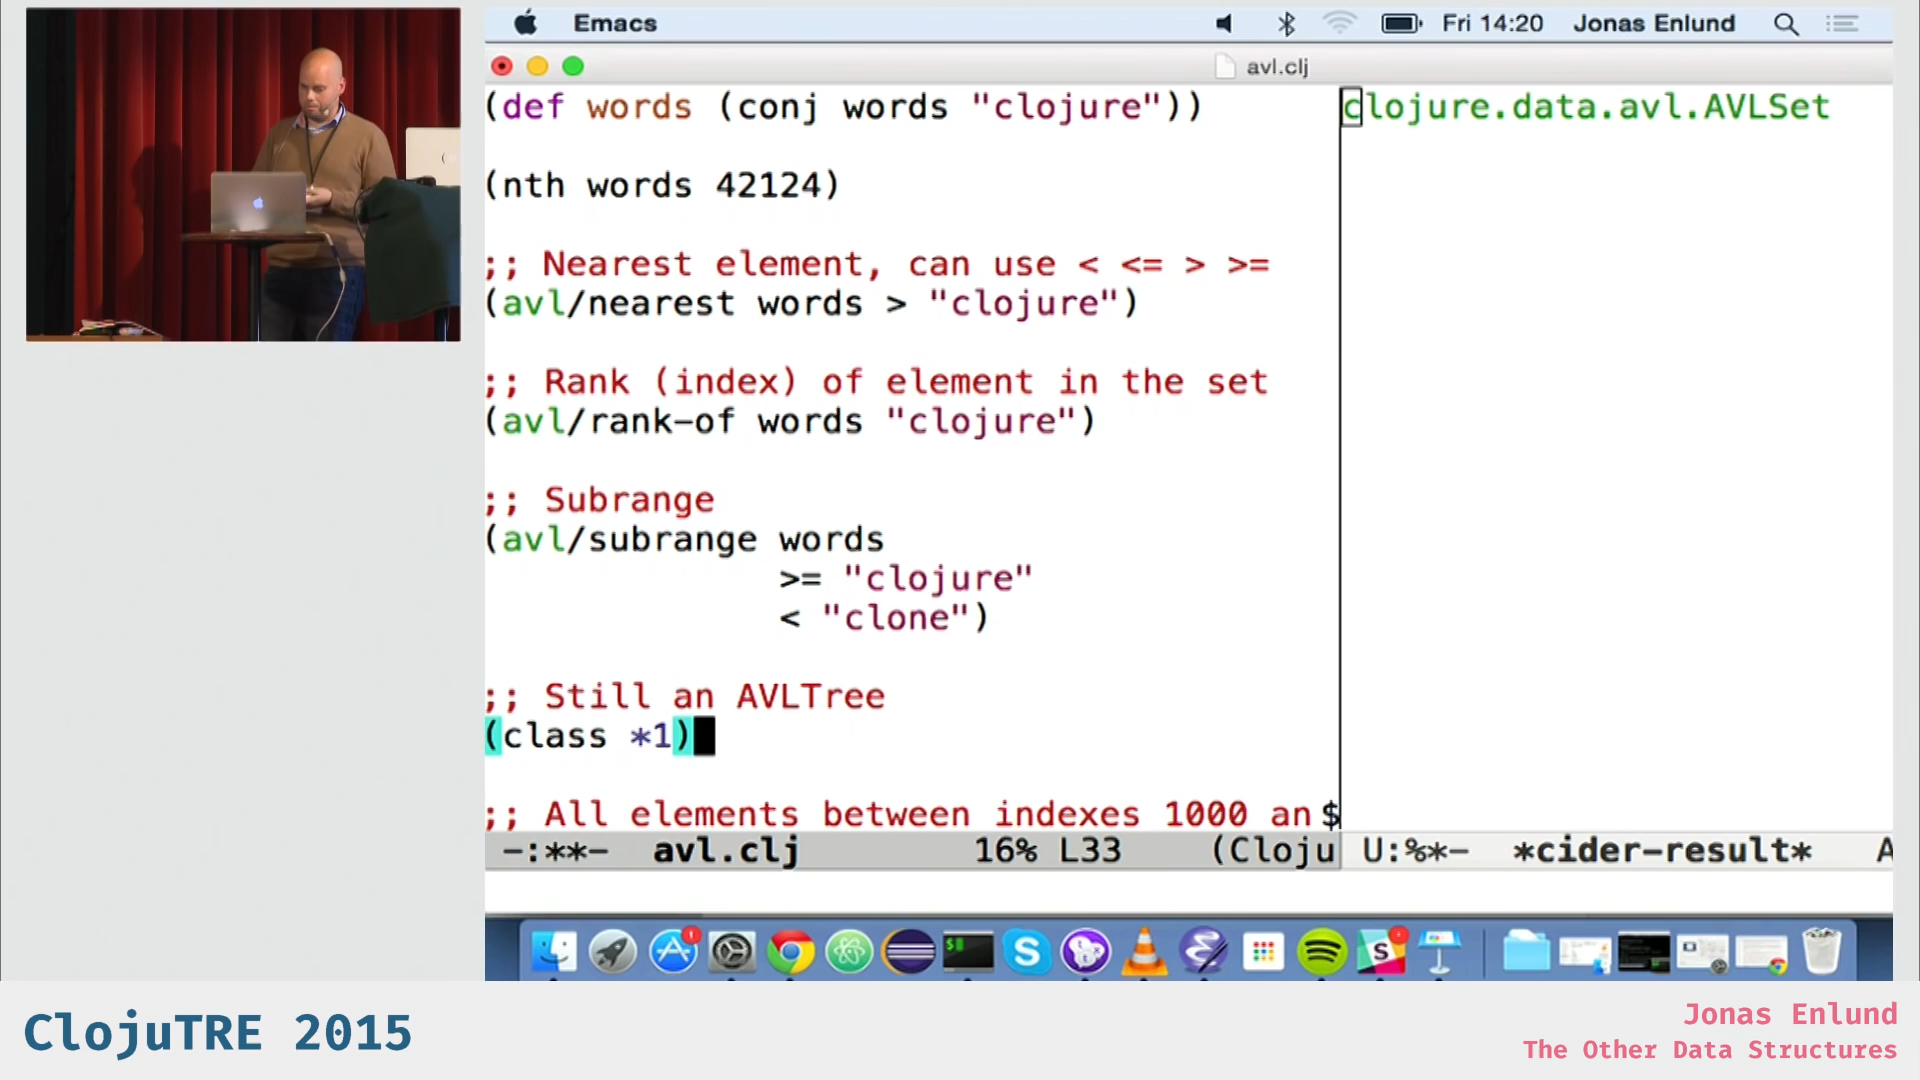 Emacs
Fri 14:20 Jonas Enlund
avl.clj
(def words (conj words "clojure"))
(nth words 42124)
;; Nearest element, can use < <= > >=
(avl/nearest words > "clojure")
;; Rank (index) of element in the set
(avl/rank-of words "clojure")
;; Subrange
(avl/subrange words
>= "clojure"
< "clone")
;; Still an AVLTree
(class *1)
;; All elements between indexes 1000 an$
-:**- avl.clj 16% L33 (Cloju
clojure.data.avl.AVLSet
U:%*- *cider-result* A
ClojuTRE 2015
Jonas Enlund
The Other Data Structures